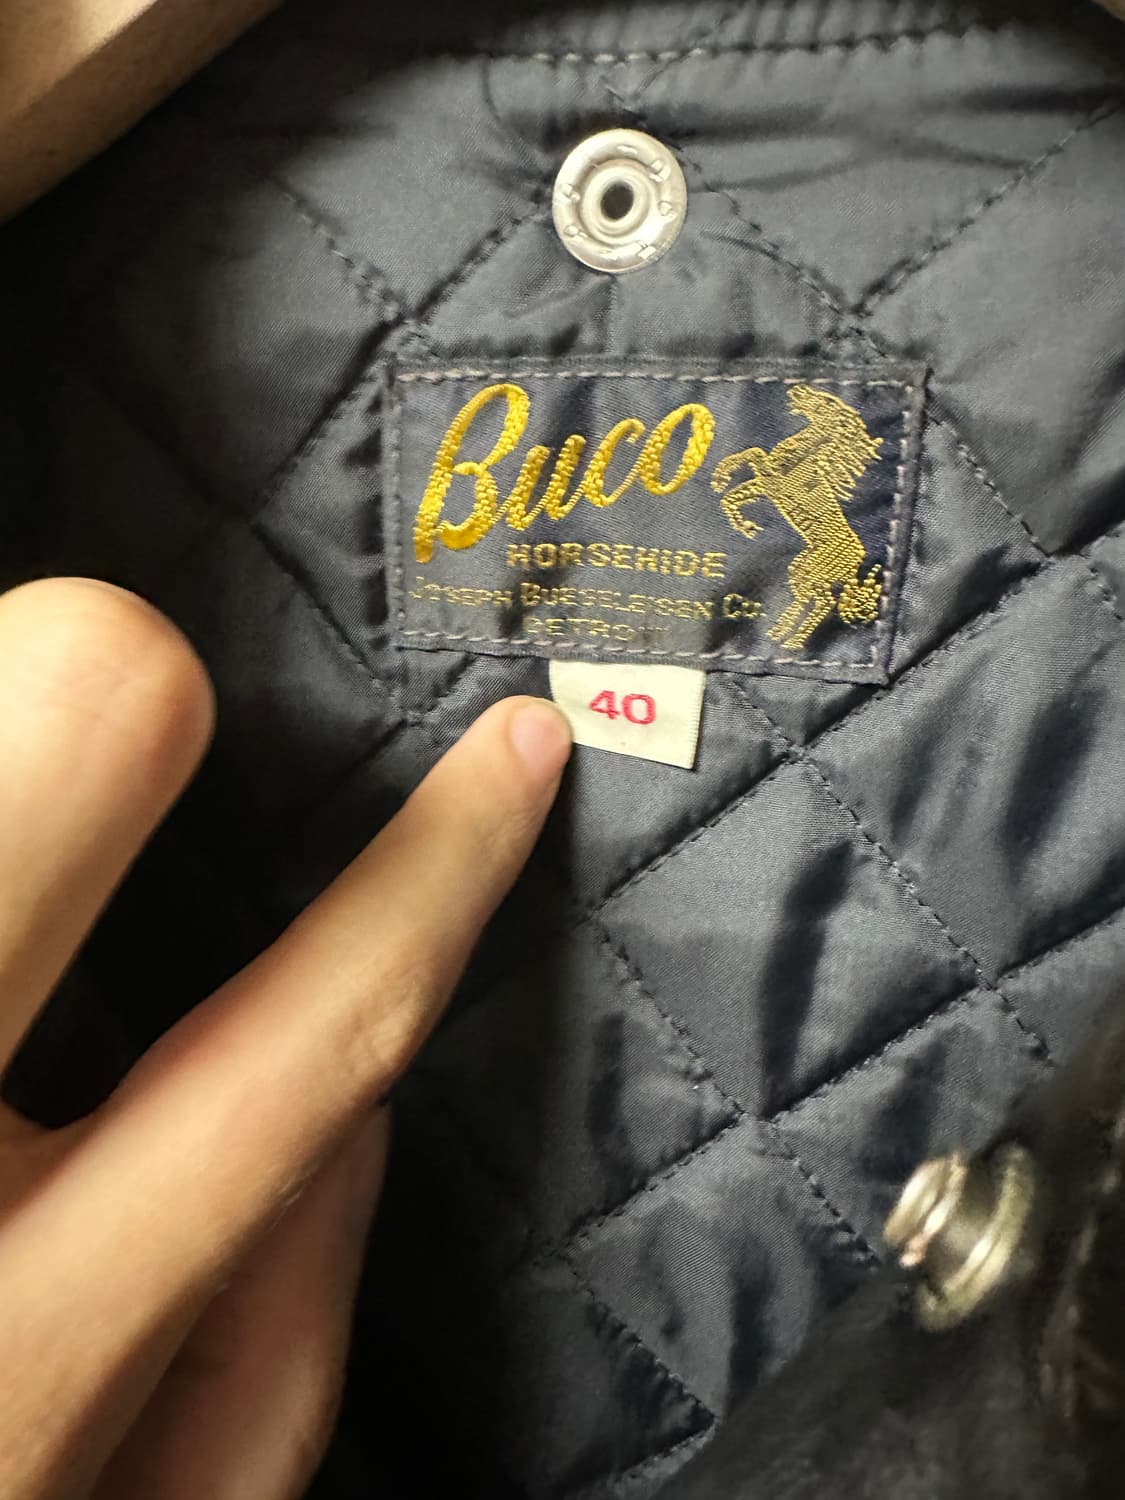 Buco
HORSEHIDE
JOSEPH BUEGELEISEN CO.
DETROIT
40